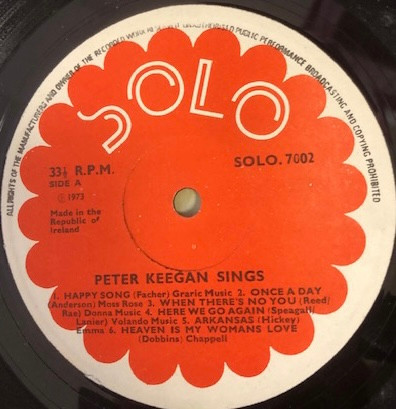 ALL RIGHTS OF THE MANUFACTURERS AND OWNER OF THE RECORDED WORK RESERVED PUBLIC PERFORMANCE BROADCASTING AND COPYING PROHIBITED
SOLO
33⅓ R.P.M.
SIDE A
℗ 1973
Made in the
Republic of
Ireland
SOLO. 7002
PETER KEEGAN SINGS
1. HAPPY SONG (Facher) Graric Music 2. ONCE A DAY
(Anderson) Moss Rose 3. WHEN THERE'S NO YOU (Reed)
Rae) Donna Music 4. HERE WE GO AGAIN (Speagall
Lanier) Volando Music 5. ARKANSAS (Hickey)
Emma 6. HEAVEN IS MY WOMANS LOVE
(Dobbins) Chappell